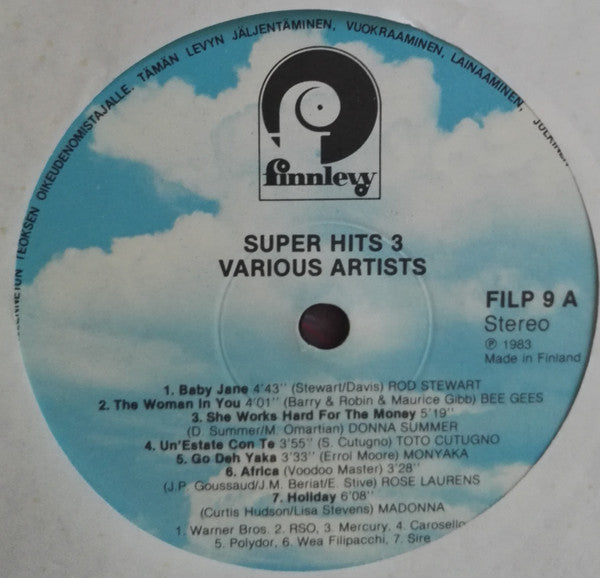 KENNETUN TEOKSEN OIKEUDENOMISTAJALLE. TÄMÄN LEVYN JÄLJENTÄMINEN, VUOKRAAMINEN, LAINAAMINEN,
finnlevy
SUPER HITS 3
VARIOUS ARTISTS
FILP 9 A
Stereo
℗ 1983
Made in Finland
1. Baby Jane 4'43'' (Stewart/Davis) ROD STEWART
2. The Woman In You 4'01'' (Barry & Robin & Maurice Gibb) BEE GEES
3. She Works Hard For The Money 5'19''
(D. Summer/M. Omartian) DONNA SUMMER
4. Un'Estate Con Te 3'55'' (S. Cutugno) TOTO CUTUGNO
5. Go Deh Yaka 3'33'' (Errol Moore) MONYAKA
6. Africa (Voodoo Master) 3'28''
(J.P. Goussaud/J.M. Beriat/E. Stive) ROSE LAURENS
7. Holiday 6'08''
(Curtis Hudson/Lisa Stevens) MADONNA
1. Warner Bros. 2. RSO, 3. Mercury. 4. Carosello
5. Polydor, 6. Wea Filipacchi, 7. Sire